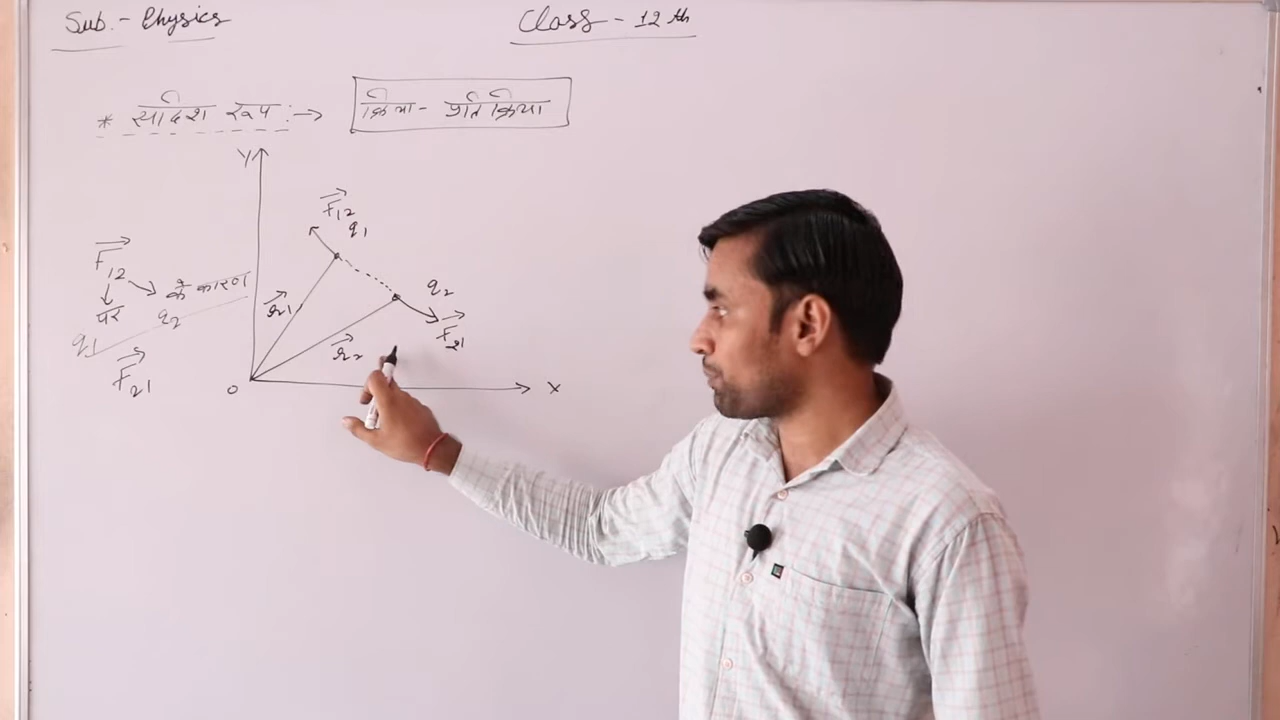 Sub. - Physics
Class - 12 th
* सदिश रूप :→ क्रिया - प्रतिक्रिया
Y
F₁₂
q₁
F₁₂
के कारण
पर
q₂
q₁
F₂₁
r₁
r₂
q₂
F₂₁
O
X